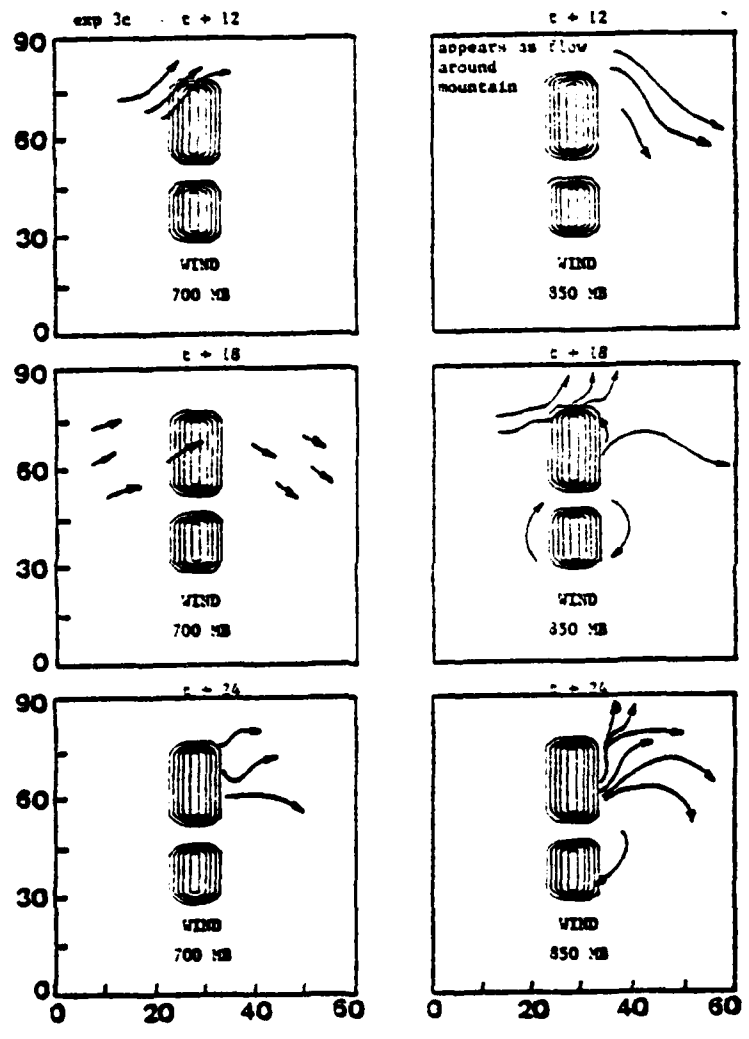 exp 3c t + 12
t + 12
90
60
30
0
appears as flow
around
mountain
WIND
700 MB
WIND
850 MB
t + 18
t + 18
90
60
30
0
WIND
700 MB
WIND
850 MB
t + 24
t + 24
90
60
30
0
WIND
700 MB
WIND
850 MB
0 20 40 60
0 20 40 60